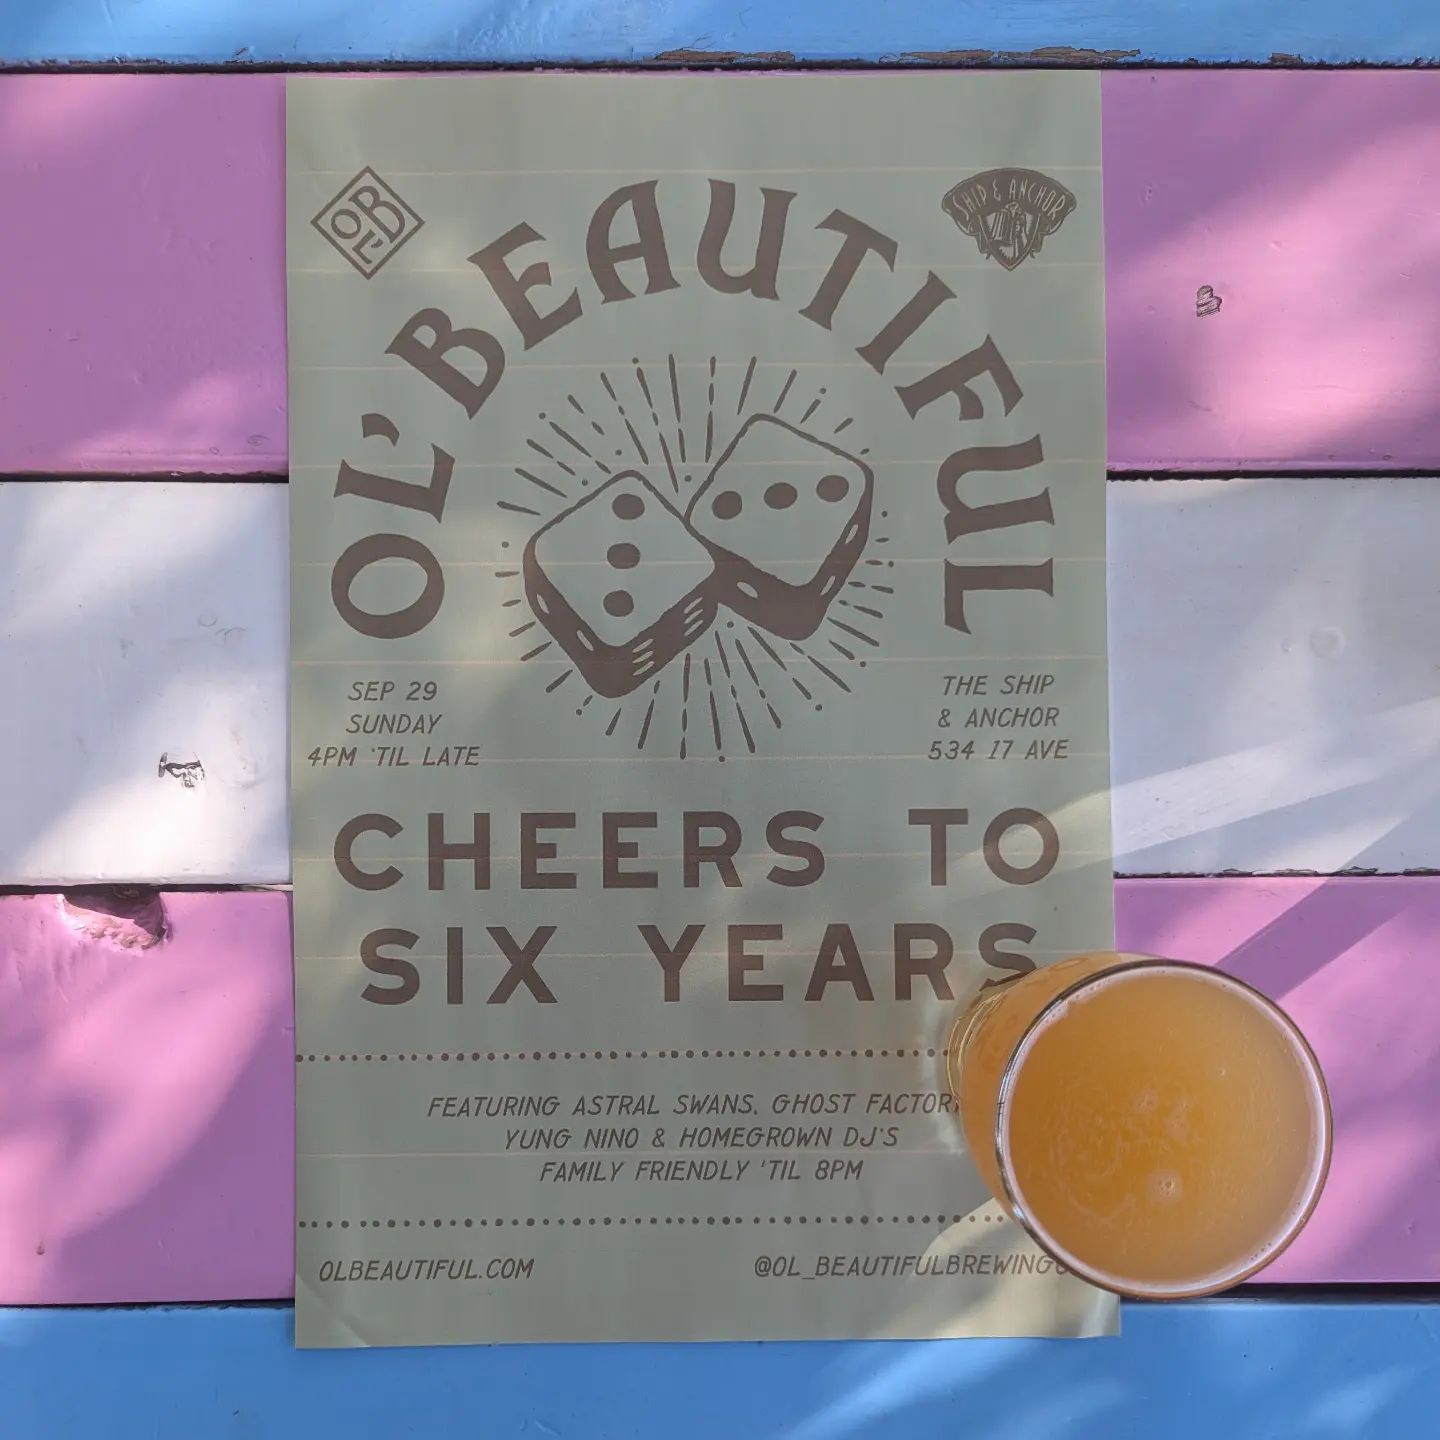 OBF
SHIP & ANCHOR
OL' BEAUTIFUL
SEP 29
SUNDAY
4PM 'TIL LATE
THE SHIP
& ANCHOR
534 17 AVE
CHEERS TO
SIX YEARS
FEATURING ASTRAL SWANS, GHOST FACTORY
YUNG NINO & HOMEGROWN DJ'S
FAMILY FRIENDLY 'TIL 8PM
OLBEAUTIFUL.COM